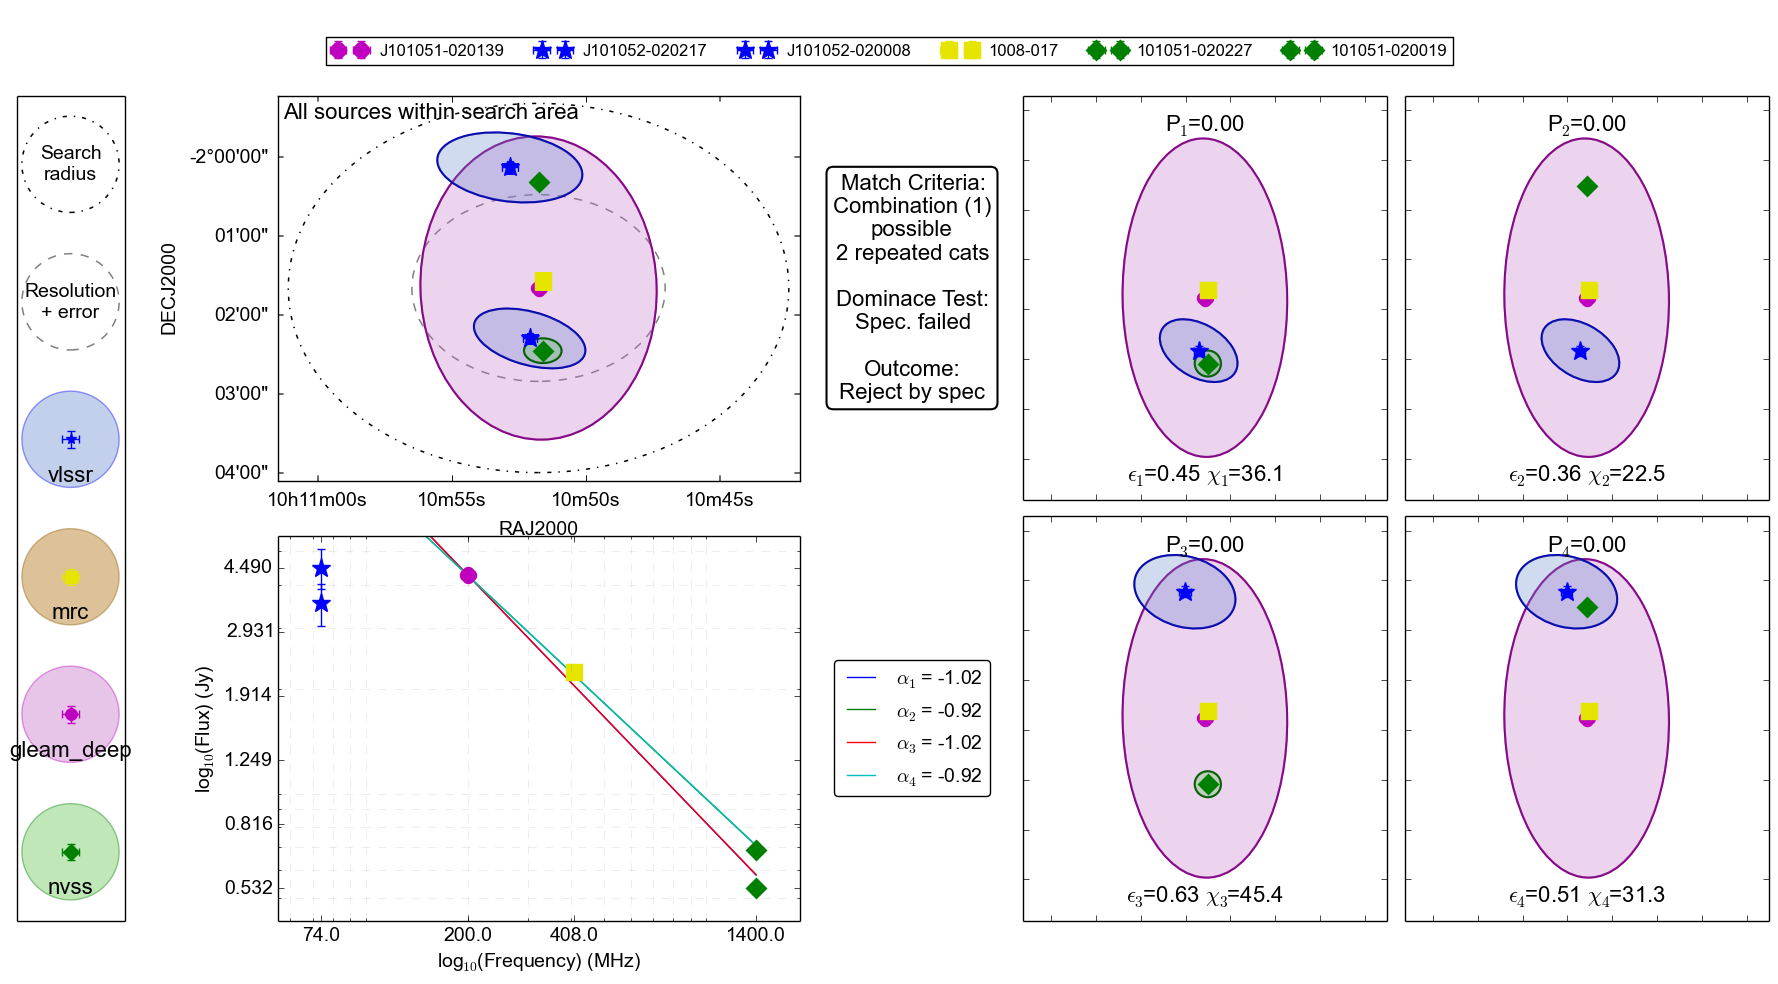 J101051-020139 J101052-020217 J101052-020008 1008-017 101051-020227 101051-020019
Search
radius
Resolution
+ error
vlssr
mrc
gleam_deep
nvss
All sources within search area
DECJ2000
-2°00'00"
01'00"
02'00"
03'00"
04'00"
10h11m00s 10m55s 10m50s 10m45s
RAJ2000
Match Criteria:
Combination (1)
possible
2 repeated cats
Dominace Test:
Spec. failed
Outcome:
Reject by spec
P1=0.00
ϵ1=0.45 χ1=36.1
P2=0.00
ϵ2=0.36 χ2=22.5
P3=0.00
ϵ3=0.63 χ3=45.4
P4=0.00
ϵ4=0.51 χ4=31.3
log10(Flux) (Jy)
4.490
2.931
1.914
1.249
0.816
0.532
74.0 200.0 408.0 1400.0
log10(Frequency) (MHz)
α1 = -1.02
α2 = -0.92
α3 = -1.02
α4 = -0.92